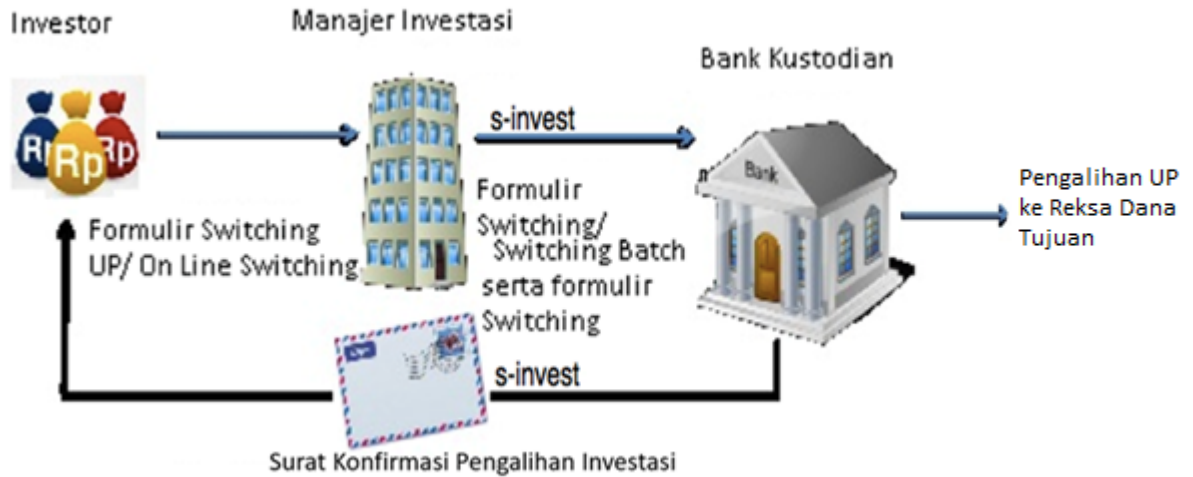 Investor
Manajer Investasi
Bank Kustodian
Rp
Rp
Rp
s-invest
Bank
Formulir Switching
UP/ On Line Switching
Formulir
Switching/
Switching Batch
serta formulir
Switching
Pengalihan UP
ke Reksa Dana
Tujuan
s-invest
Surat Konfirmasi Pengalihan Investasi